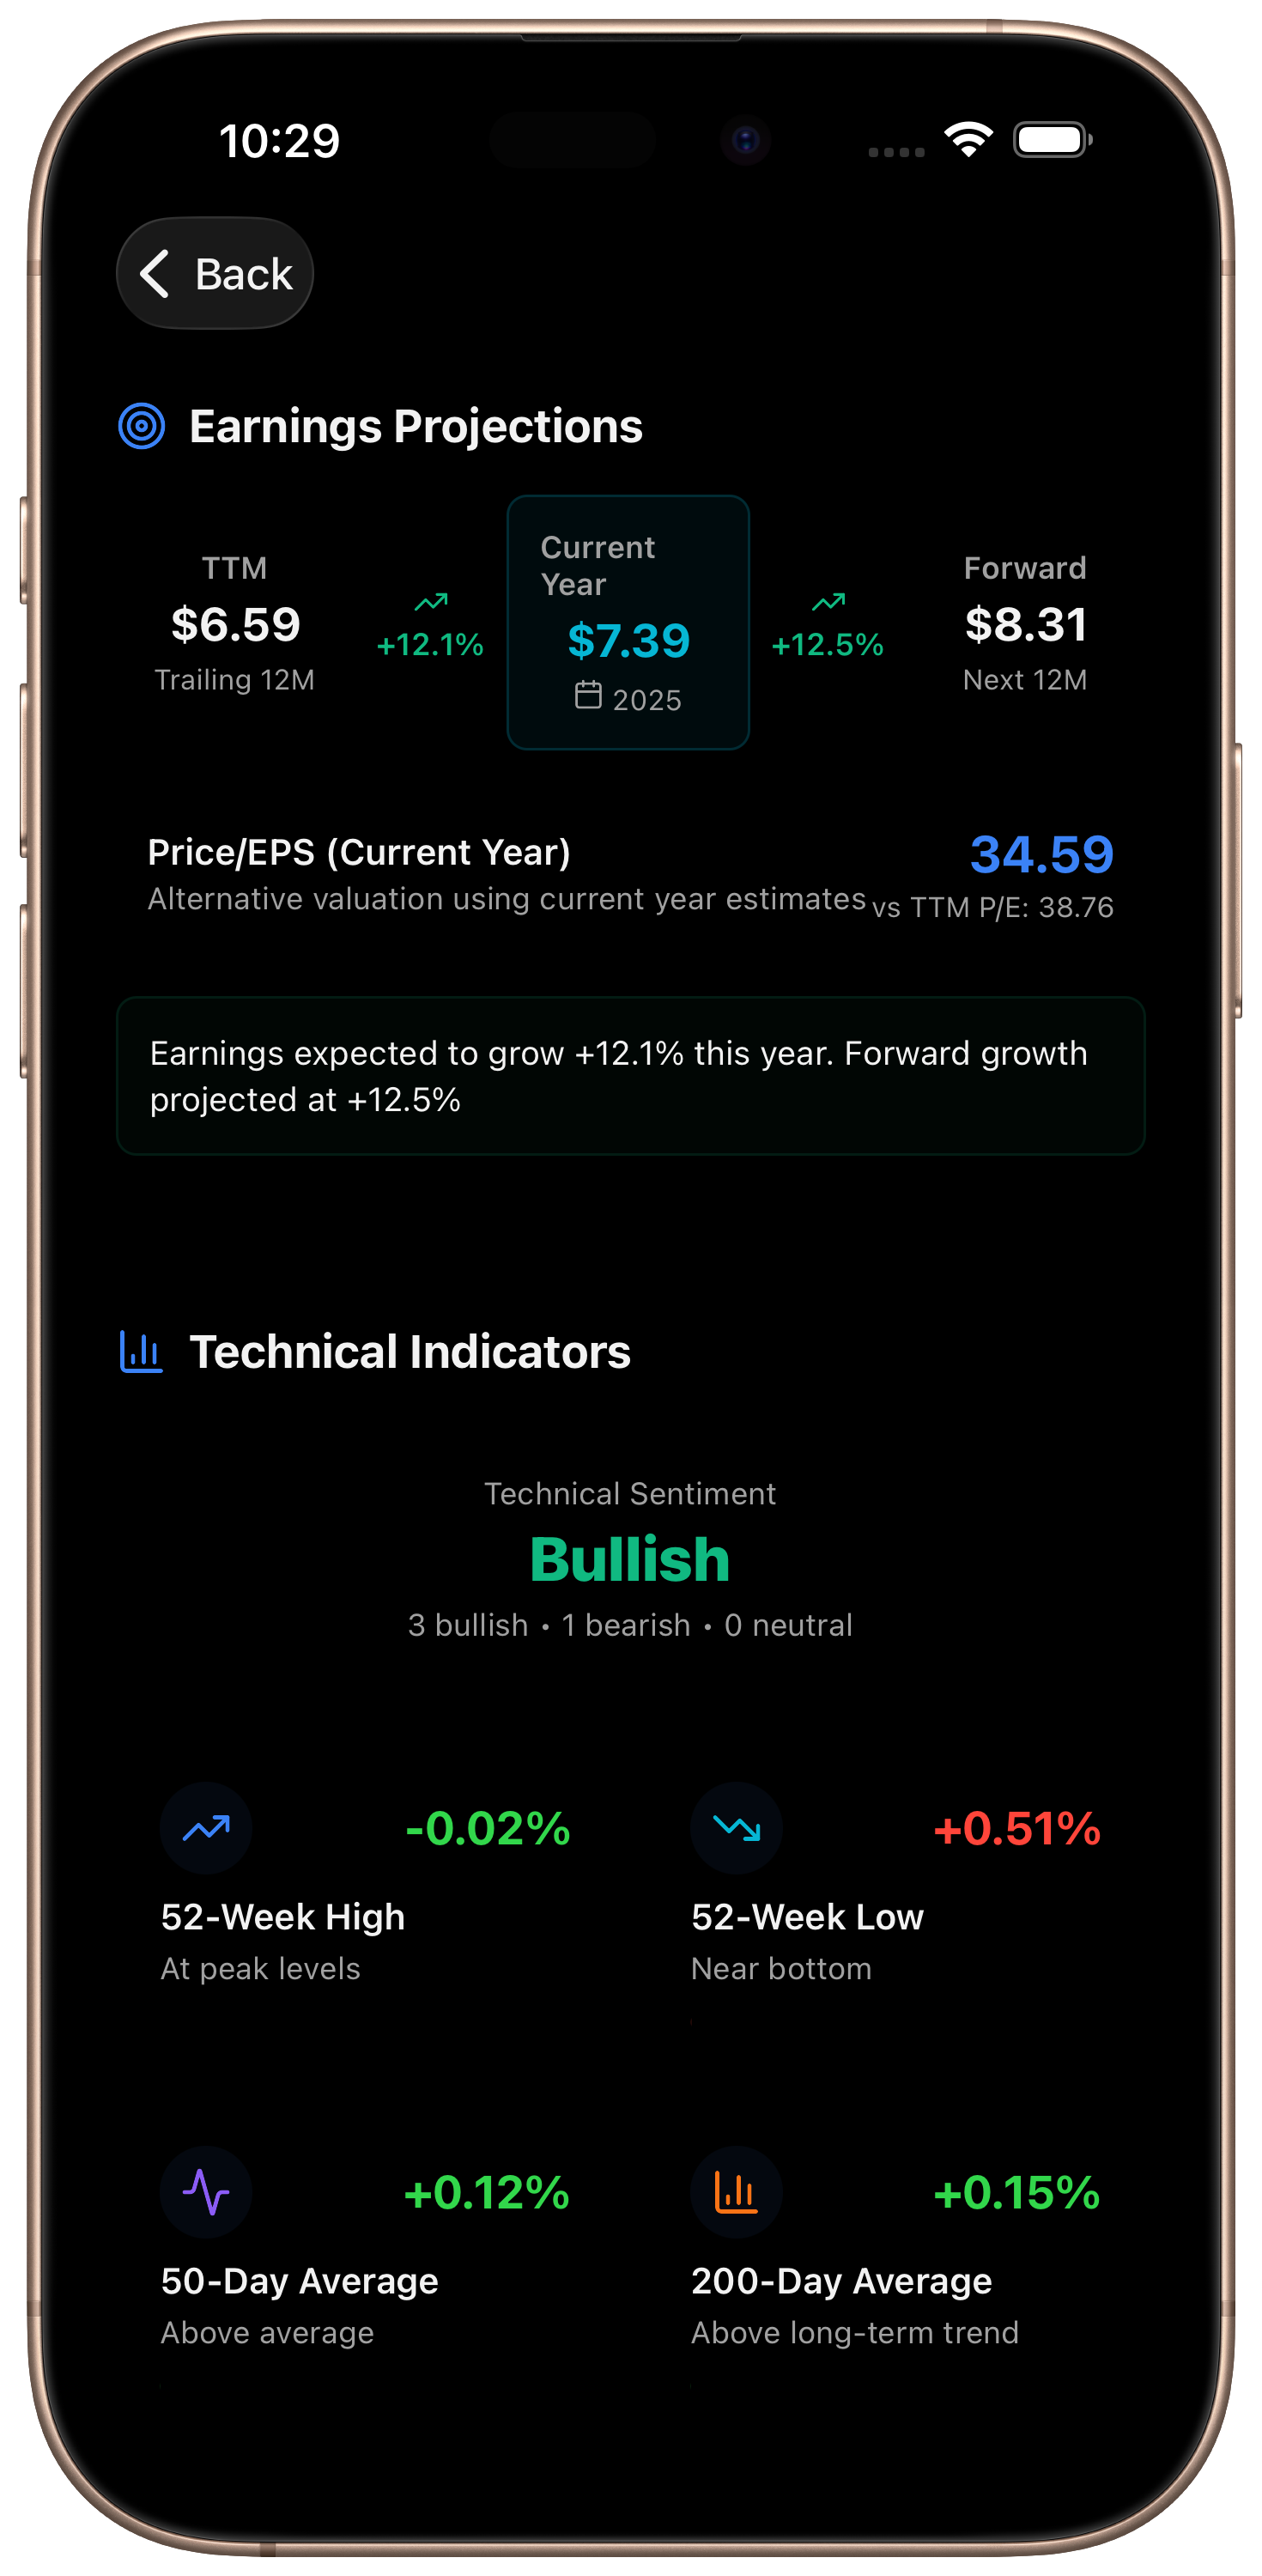 10:29
Back
Earnings Projections
TTM
$6.59
Trailing 12M
+12.1%
Current
Year
$7.39
2025
+12.5%
Forward
$8.31
Next 12M
Price/EPS (Current Year)
Alternative valuation using current year estimates
34.59
vs TTM P/E: 38.76
Earnings expected to grow +12.1% this year. Forward growth
projected at +12.5%
Technical Indicators
Technical Sentiment
Bullish
3 bullish • 1 bearish • 0 neutral
-0.02%
52-Week High
At peak levels
+0.51%
52-Week Low
Near bottom
+0.12%
50-Day Average
Above average
+0.15%
200-Day Average
Above long-term trend